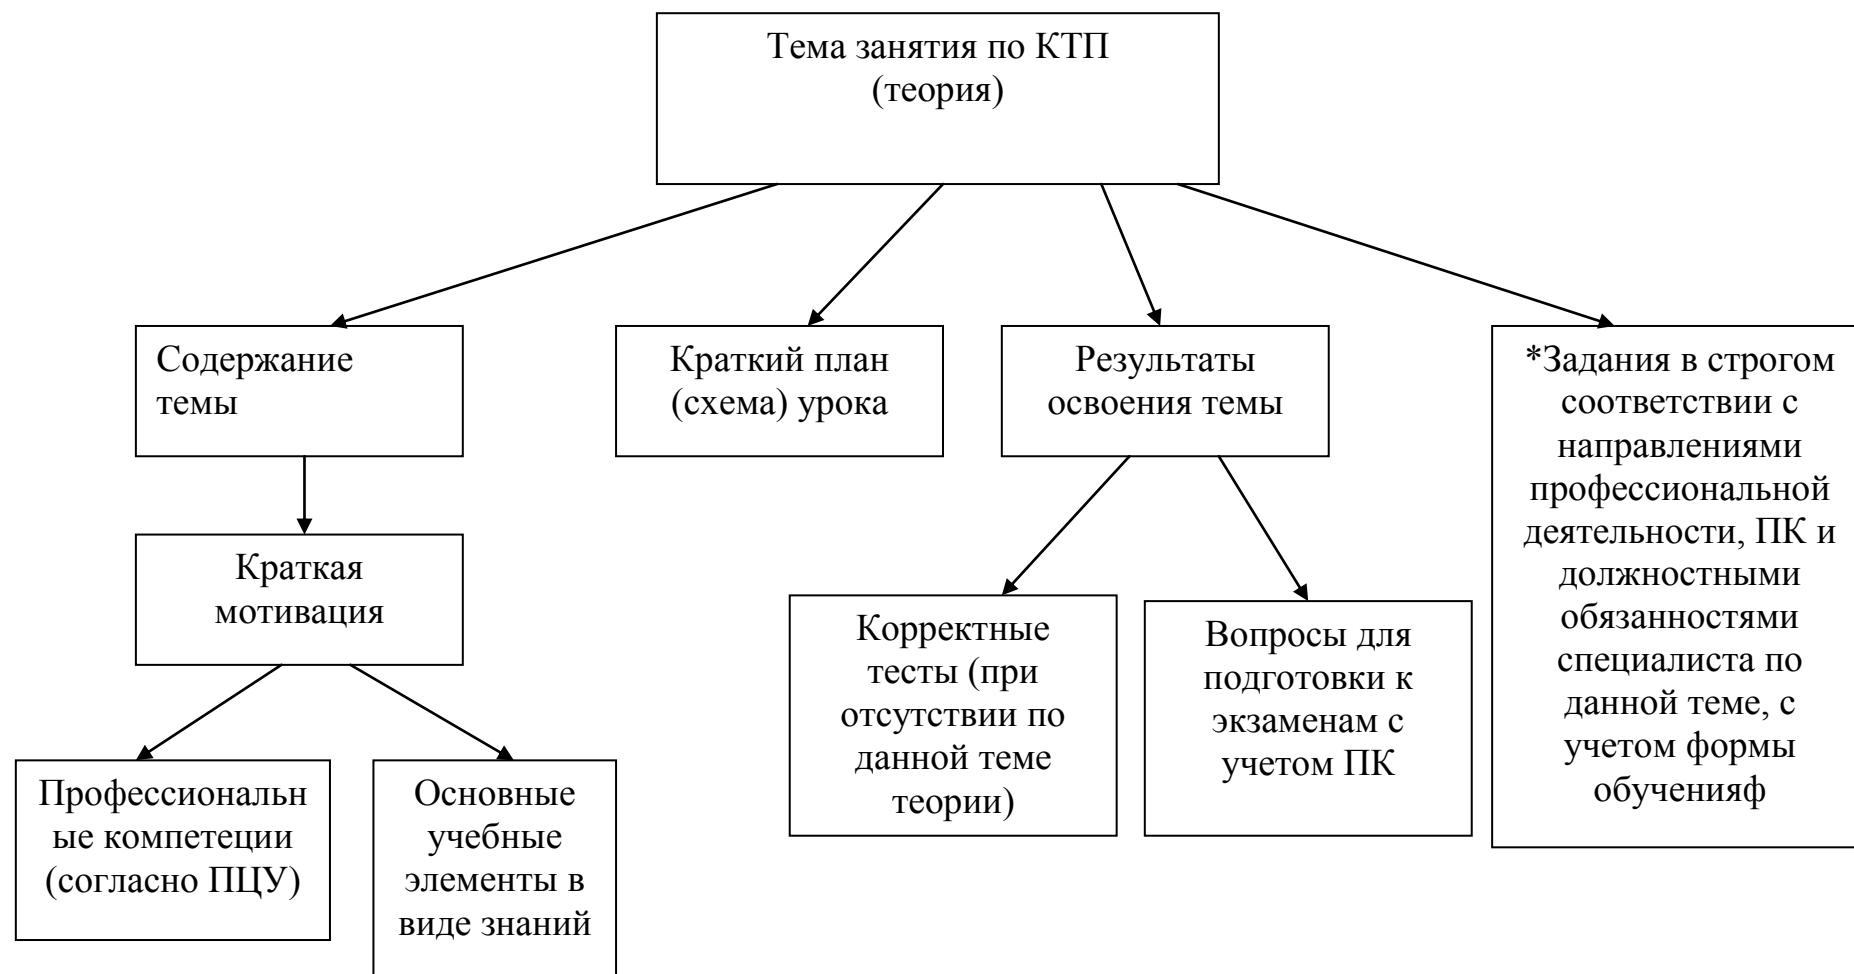 Тема занятия по КТП
(теория)
Содержание
темы
Краткий план
(схема) урока
Результаты
освоения темы
*Задания в строгом
соответствии с
направлениями
профессиональной
деятельности, ПК и
должностными
обязанностями
специалиста по
данной теме, с
учетом формы
обученияф
Краткая
мотивация
Корректные
тесты (при
отсутствии по
данной теме
теории)
Вопросы для
подготовки к
экзаменам с
учетом ПК
Профессиональн
ые компетеции
(согласно ПЦУ)
Основные
учебные
элементы в
виде знаний